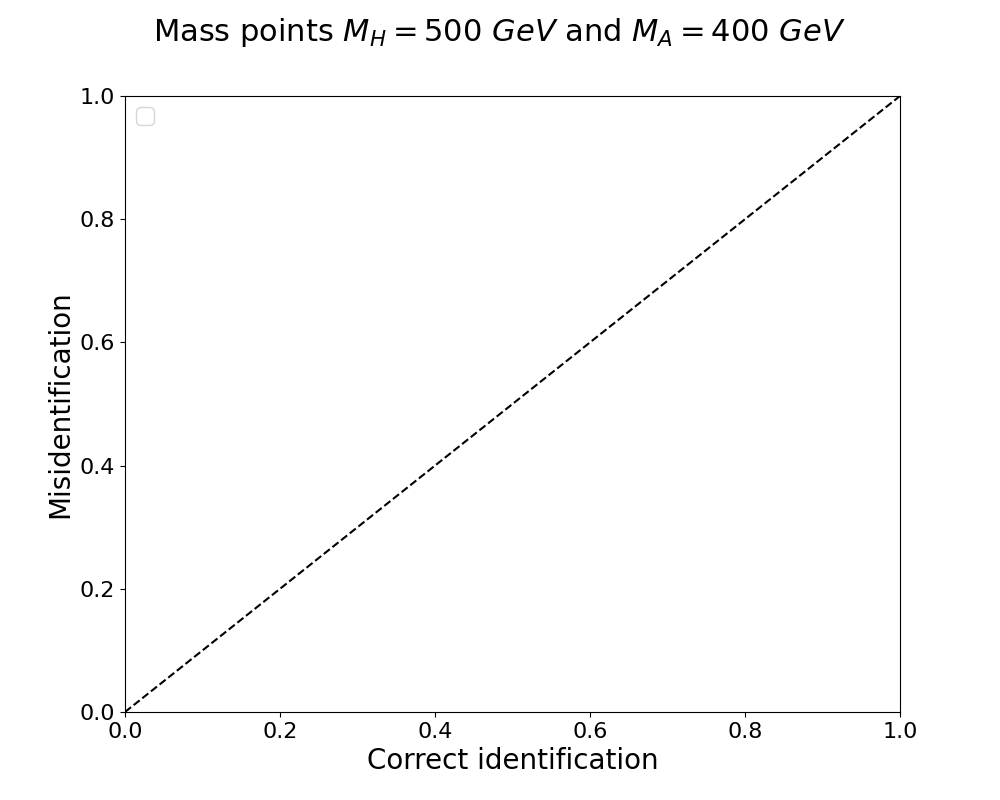 Mass points M_H = 500 GeV and M_A = 400 GeV
1.0
0.8
0.6
0.4
0.2
0.0
Misidentification
0.0 0.2 0.4 0.6 0.8 1.0
Correct identification